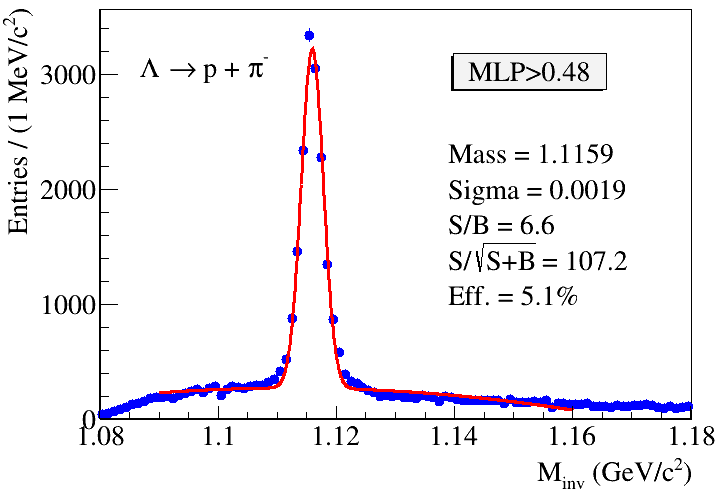 Entries / (1 MeV/c²)
3000
2000
1000
0
Λ → p + π⁻
MLP>0.48
Mass = 1.1159
Sigma = 0.0019
S/B = 6.6
S/√S+B = 107.2
Eff. = 5.1%
1.08 1.1 1.12 1.14 1.16 1.18
M_inv (GeV/c²)